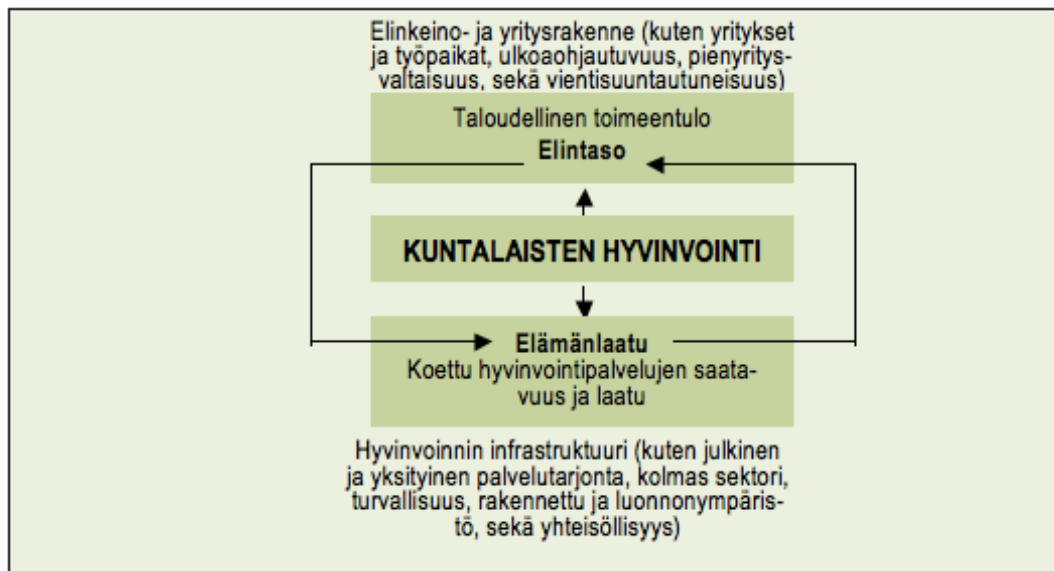 Elinkeino- ja yritysrakenne (kuten yritykset
ja työpaikat, ulkoaohjautuvuus, pienyritys-
valtaisuus, sekä vientisuuntautuneisuus)
Taloudellinen toimeentulo
Elintaso
KUNTALAISTEN HYVINVOINTI
Elämänlaatu
Koettu hyvinvointipalvelujen saata-
vuus ja laatu
Hyvinvoinnin infrastruktuuri (kuten julkinen
ja yksityinen palvelutarjonta, kolmas sektori,
turvallisuus, rakennettu ja luonnonympäris-
tö, sekä yhteisöllisyys)